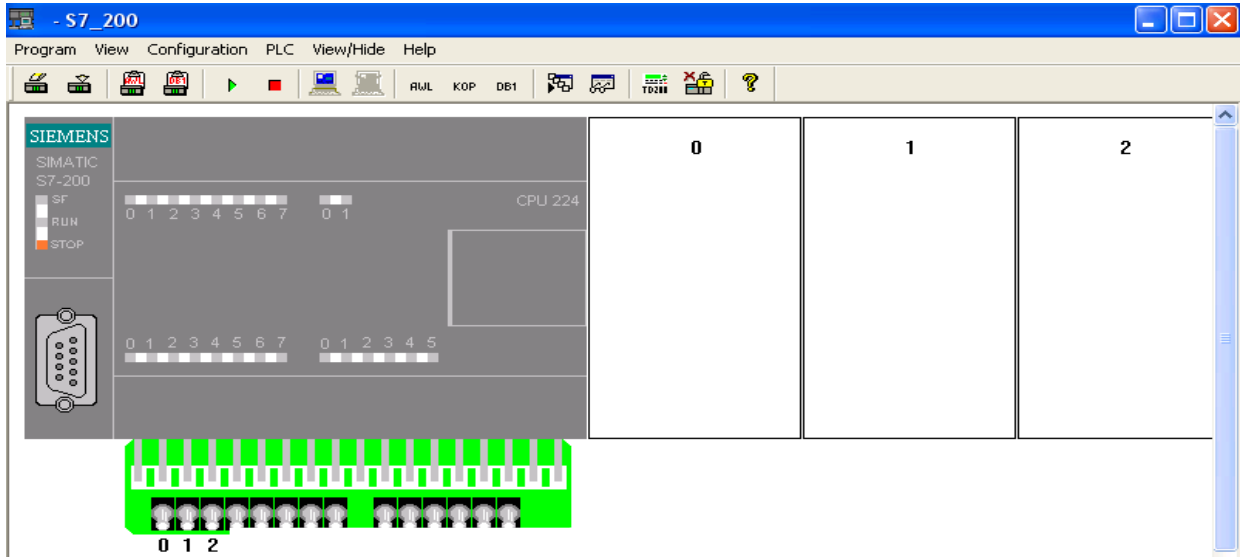 - S7_200
Program View Configuration PLC View/Hide Help
AWL KOP DB1 TD200 ?
SIEMENS
SIMATIC
S7-200
SF
RUN
STOP
0 1 2 3 4 5 6 7 0 1
CPU 224
0 1 2
0 1 2 3 4 5 6 7 0 1 2 3 4 5
0 1 2